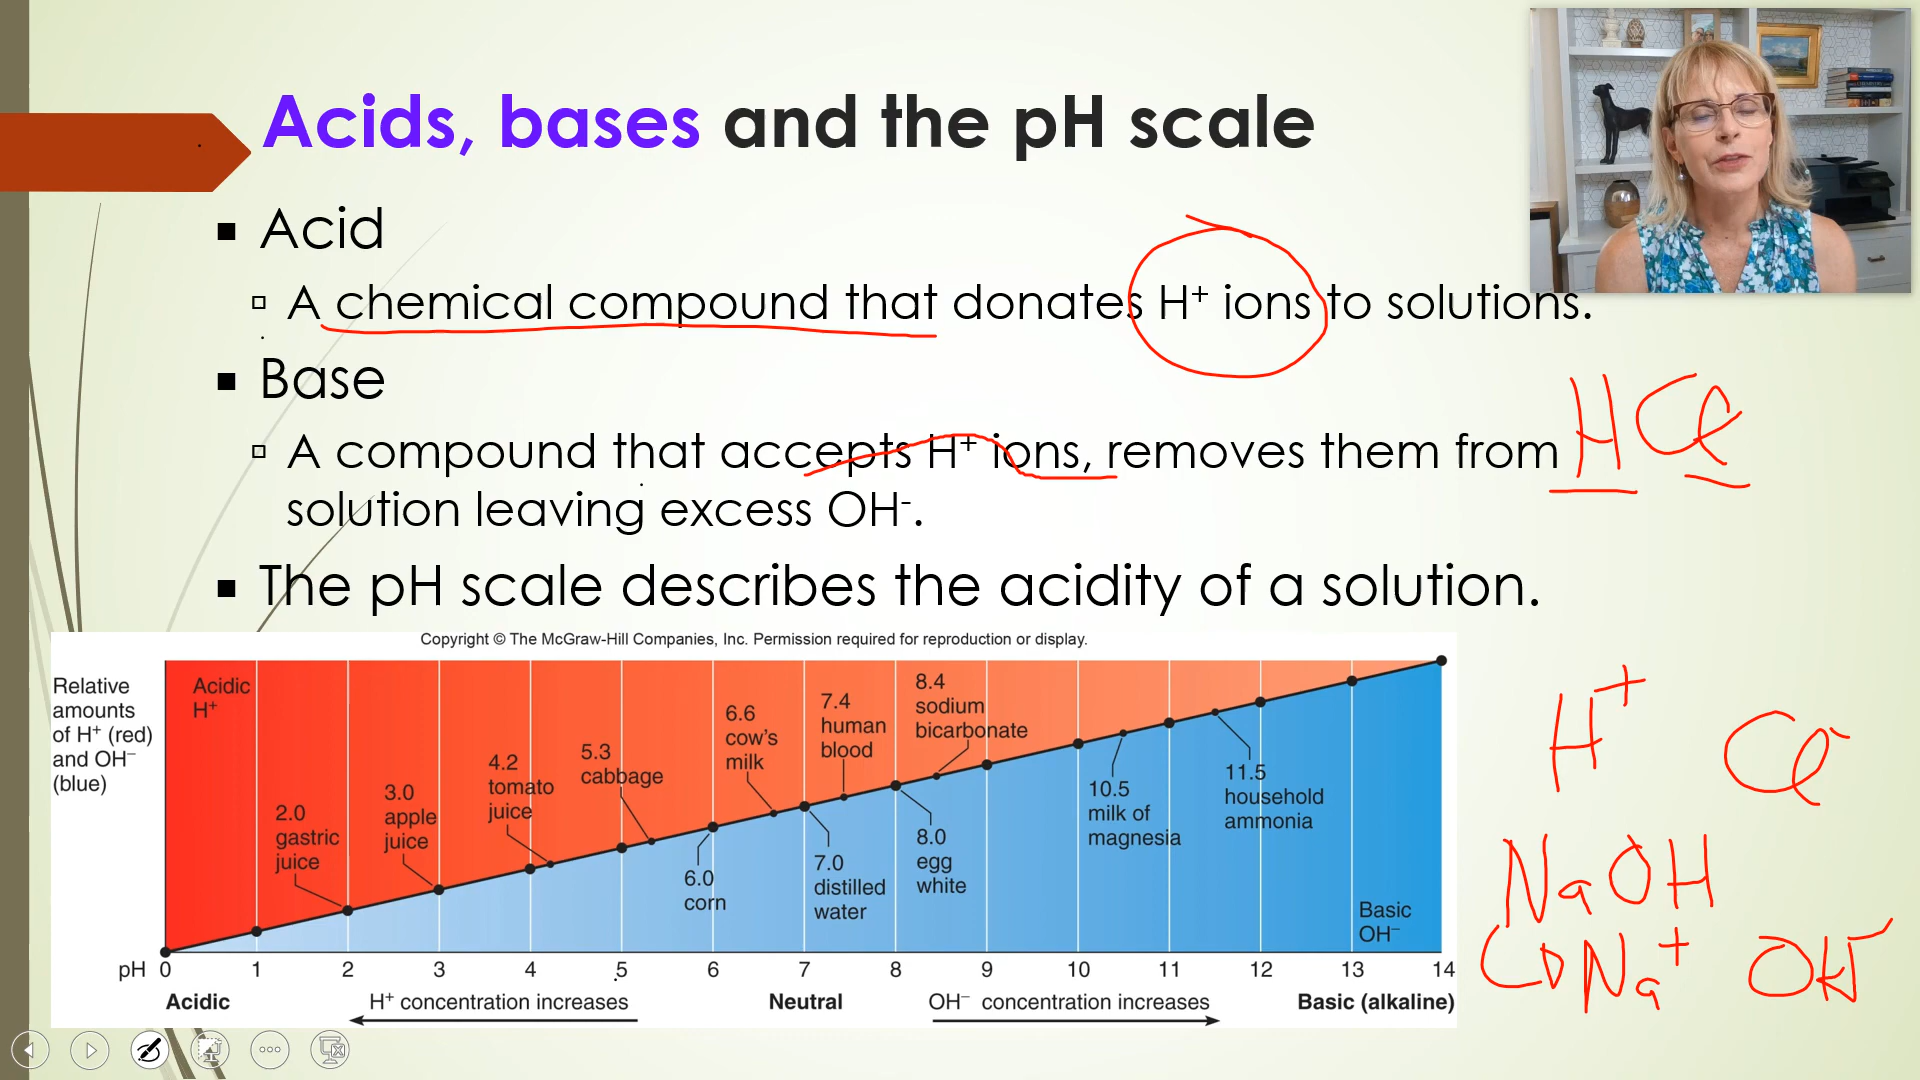 Acids, bases and the pH scale
Acid
A chemical compound that donates H⁺ ions to solutions.
Base
A compound that accepts H⁺ ions, removes them from
solution leaving excess OH⁻.
HCl
The pH scale describes the acidity of a solution.
Copyright © The McGraw-Hill Companies, Inc. Permission required for reproduction or display.
Relative
amounts
of H⁺ (red)
and OH⁻
(blue)
Acidic
H⁺
2.0
gastric
juice
3.0
apple
juice
4.2
tomato
juice
5.3
cabbage
6.0
corn
6.6
cow's
milk
7.0
distilled
water
7.4
human
blood
8.0
egg
white
8.4
sodium
bicarbonate
10.5
milk of
magnesia
11.5
household
ammonia
Basic
OH⁻
pH 0 1 2 3 4 5 6 7 8 9 10 11 12 13 14
Acidic H⁺ concentration increases Neutral OH⁻ concentration increases Basic (alkaline)
H⁺ Cl⁻
NaOH
Na⁺ OH⁻